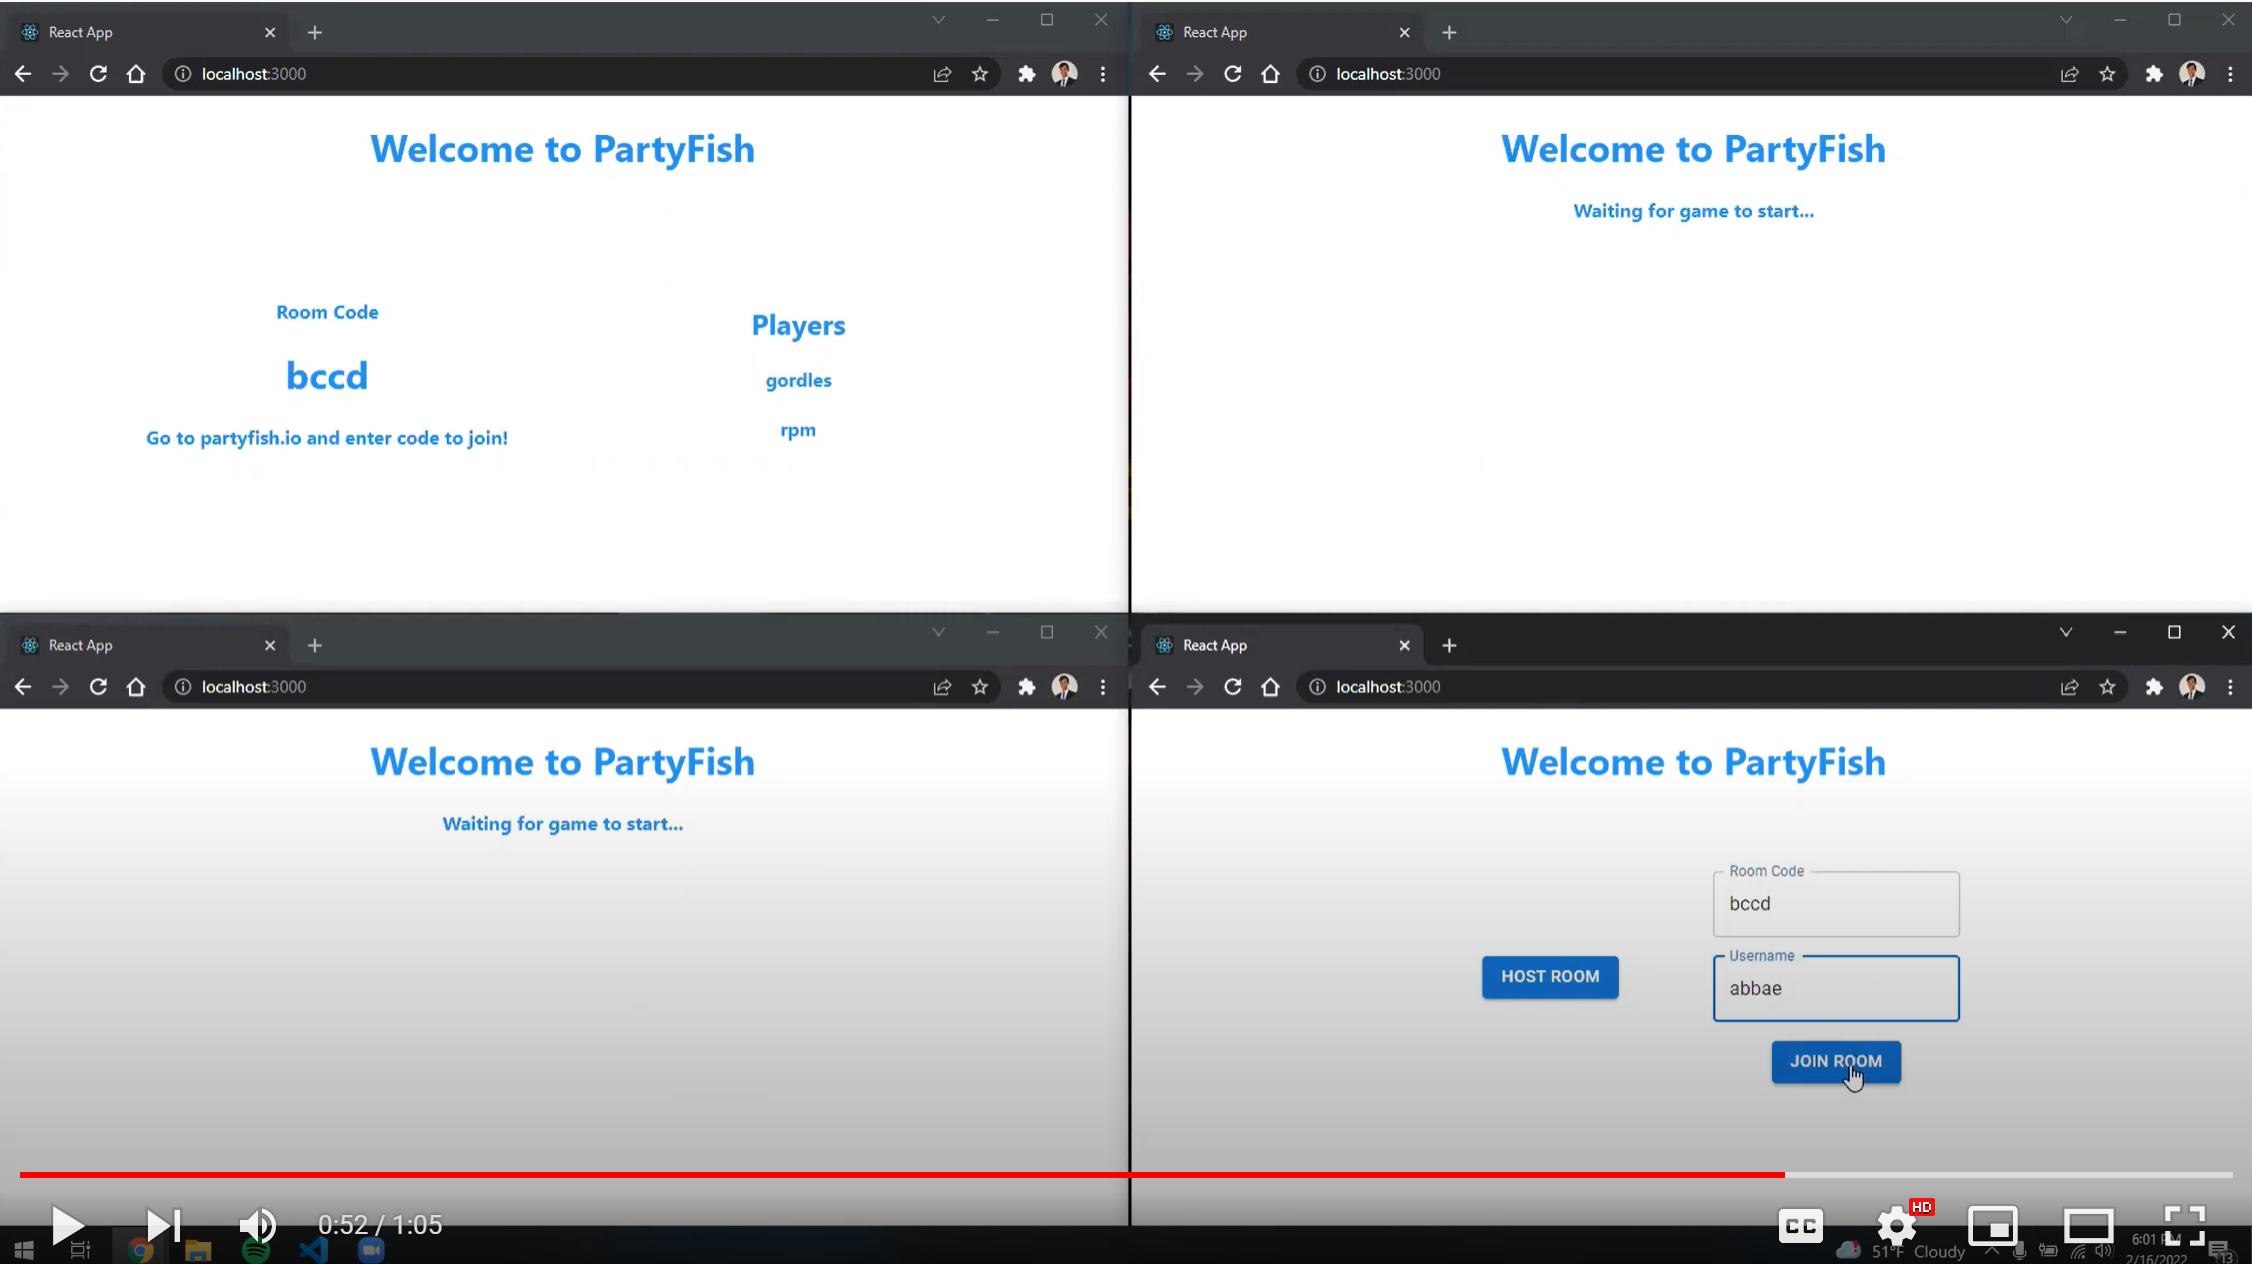 React App
localhost:3000
Welcome to PartyFish
Room Code
bccd
Go to partyfish.io and enter code to join!
Players
gordles
rpm
React App
localhost:3000
Welcome to PartyFish
Waiting for game to start...
React App
localhost:3000
Welcome to PartyFish
Waiting for game to start...
React App
localhost:3000
Welcome to PartyFish
Room Code
bccd
HOST ROOM
Username
abbae
JOIN ROOM
0:52 / 1:05
CC
HD
51°F Cloudy
6:01 PM
2/16/2022
13